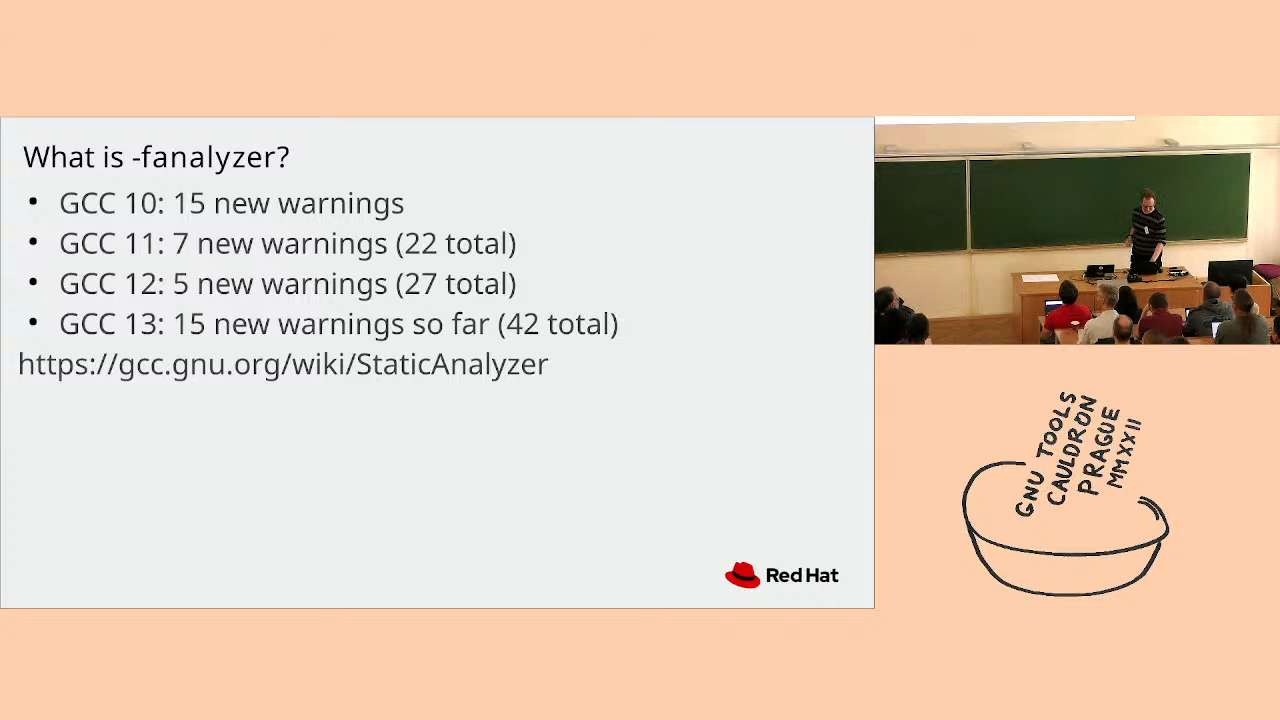 What is -fanalyzer?
• GCC 10: 15 new warnings
• GCC 11: 7 new warnings (22 total)
• GCC 12: 5 new warnings (27 total)
• GCC 13: 15 new warnings so far (42 total)
https://gcc.gnu.org/wiki/StaticAnalyzer
Red Hat
GNU TOOLS
CAULDRON
PRAGUE
MMXXII